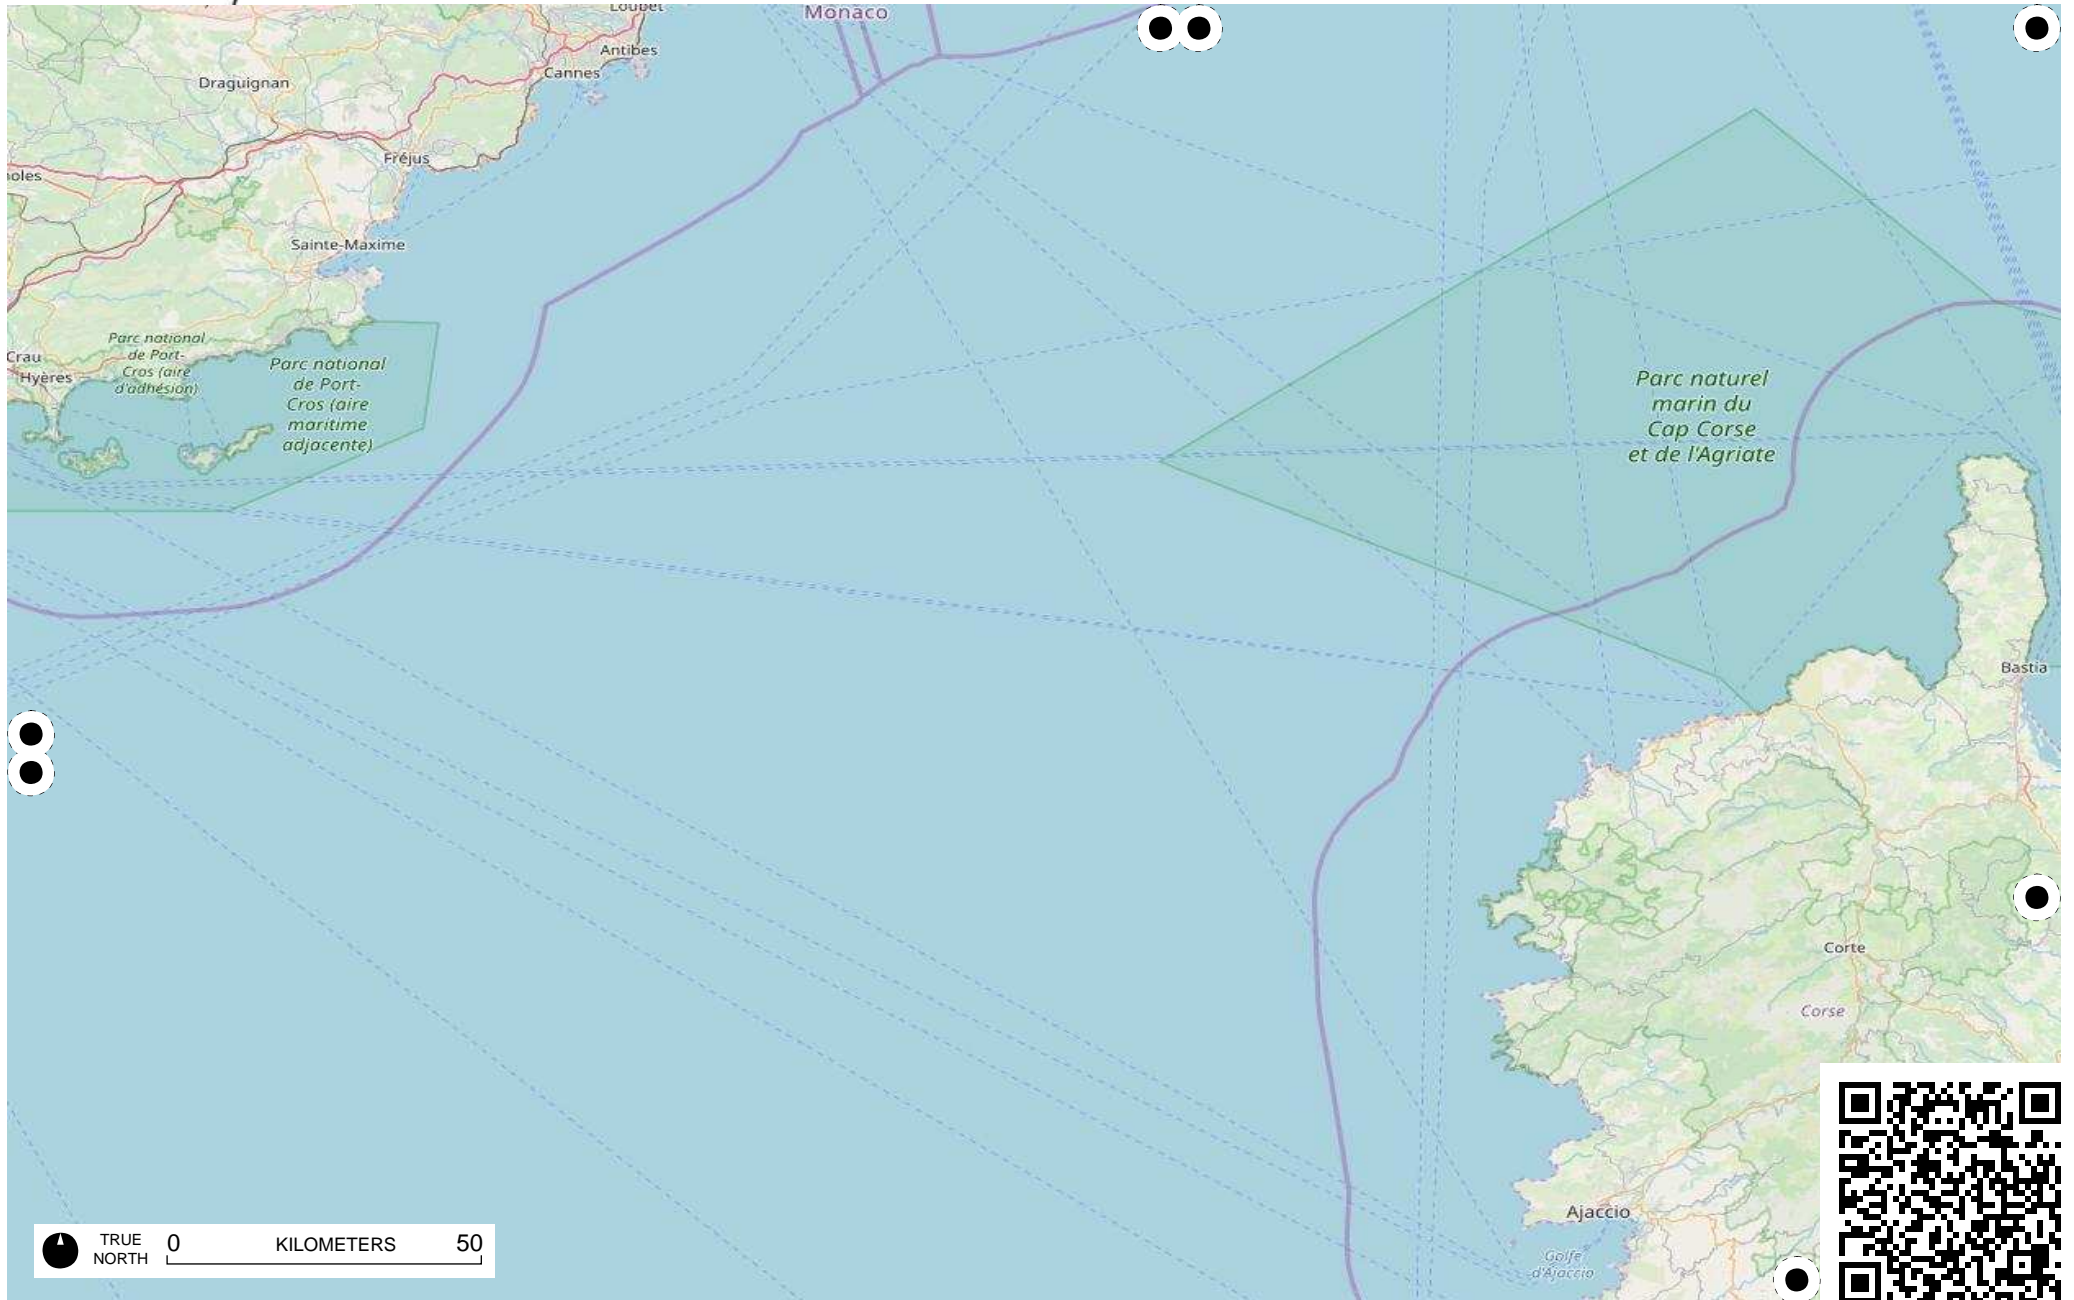 Loubet
Monaco
Antibes
Cannes
Draguignan
Fréjus
noles
Sainte-Maxime
Parc national
de Port-
Cros (aire
d'adhésion)
Crau
Hyères
Parc national
de Port-
Cros (aire
maritime
adjacente)
Parc naturel
marin du
Cap Corse
et de l'Agriate
Bastia
Corte
Corse
Ajaccio
Golfe
d'Ajaccio
TRUE
NORTH
0 KILOMETERS 50